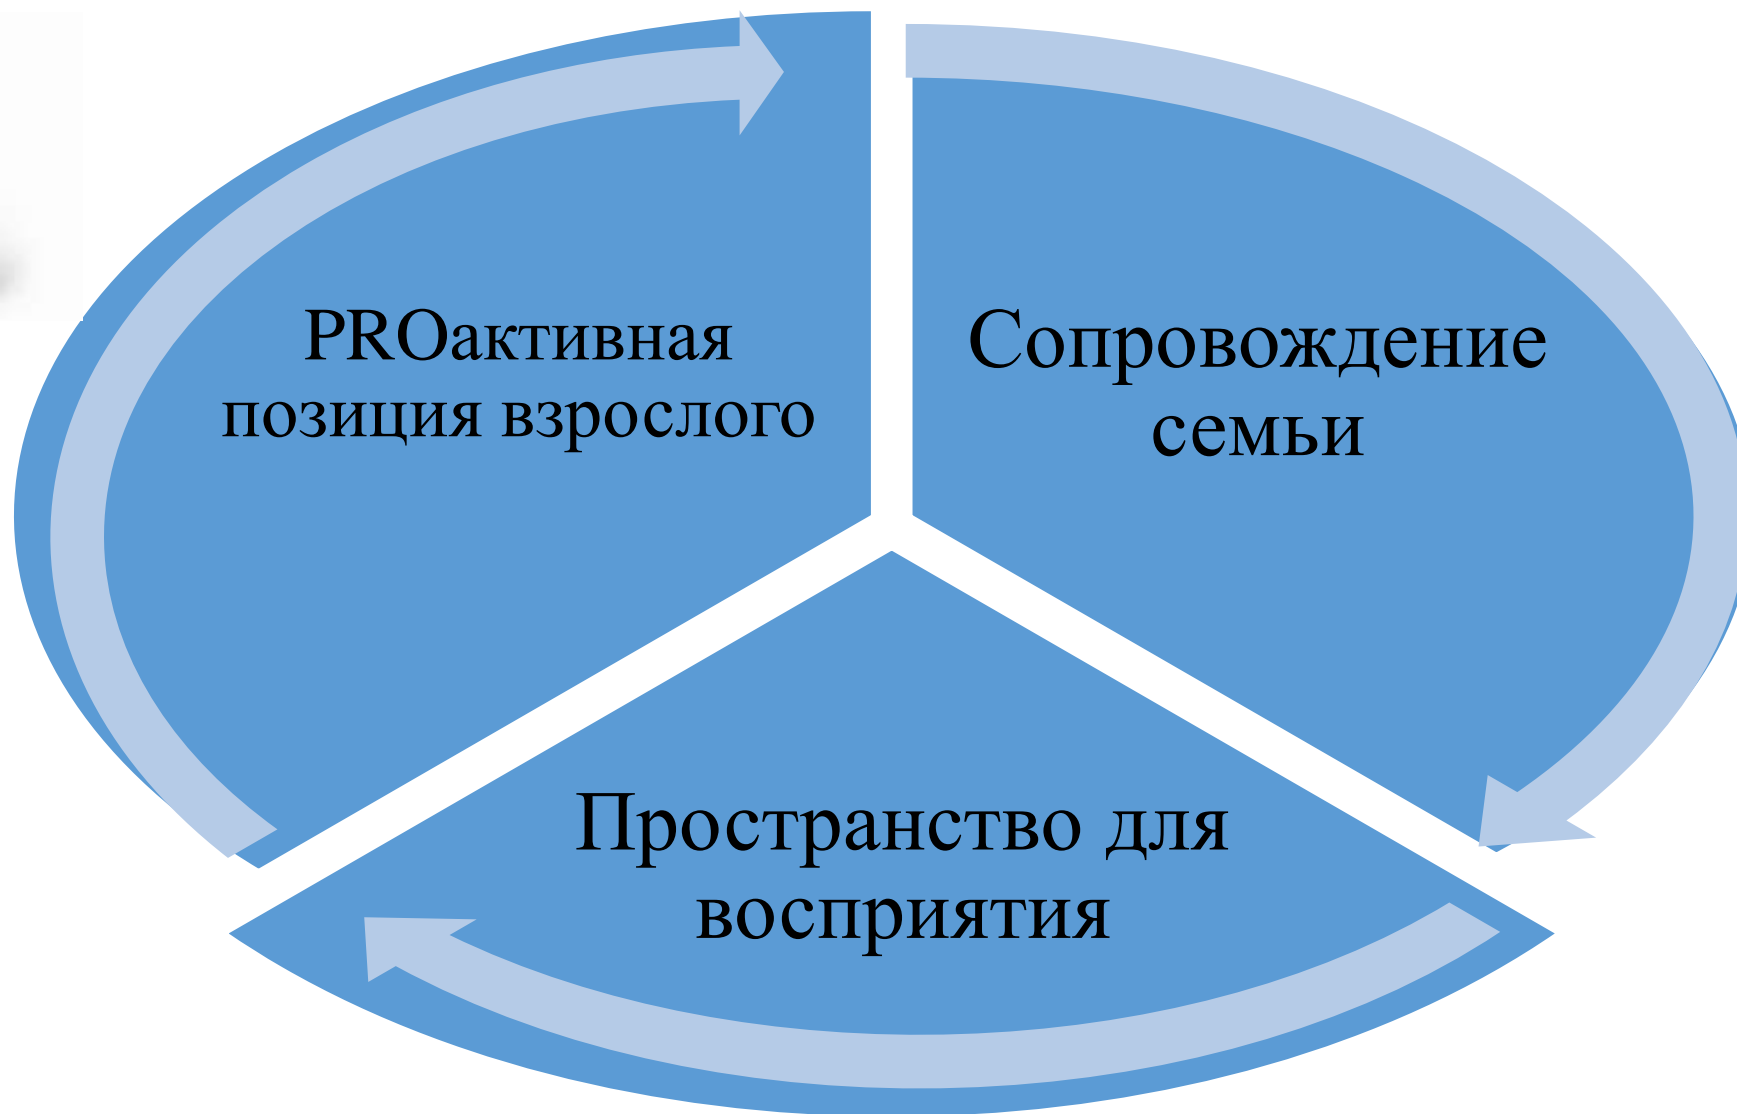 PROактивная
позиция взрослого
Сопровождение
семьи
Пространство для
восприятия